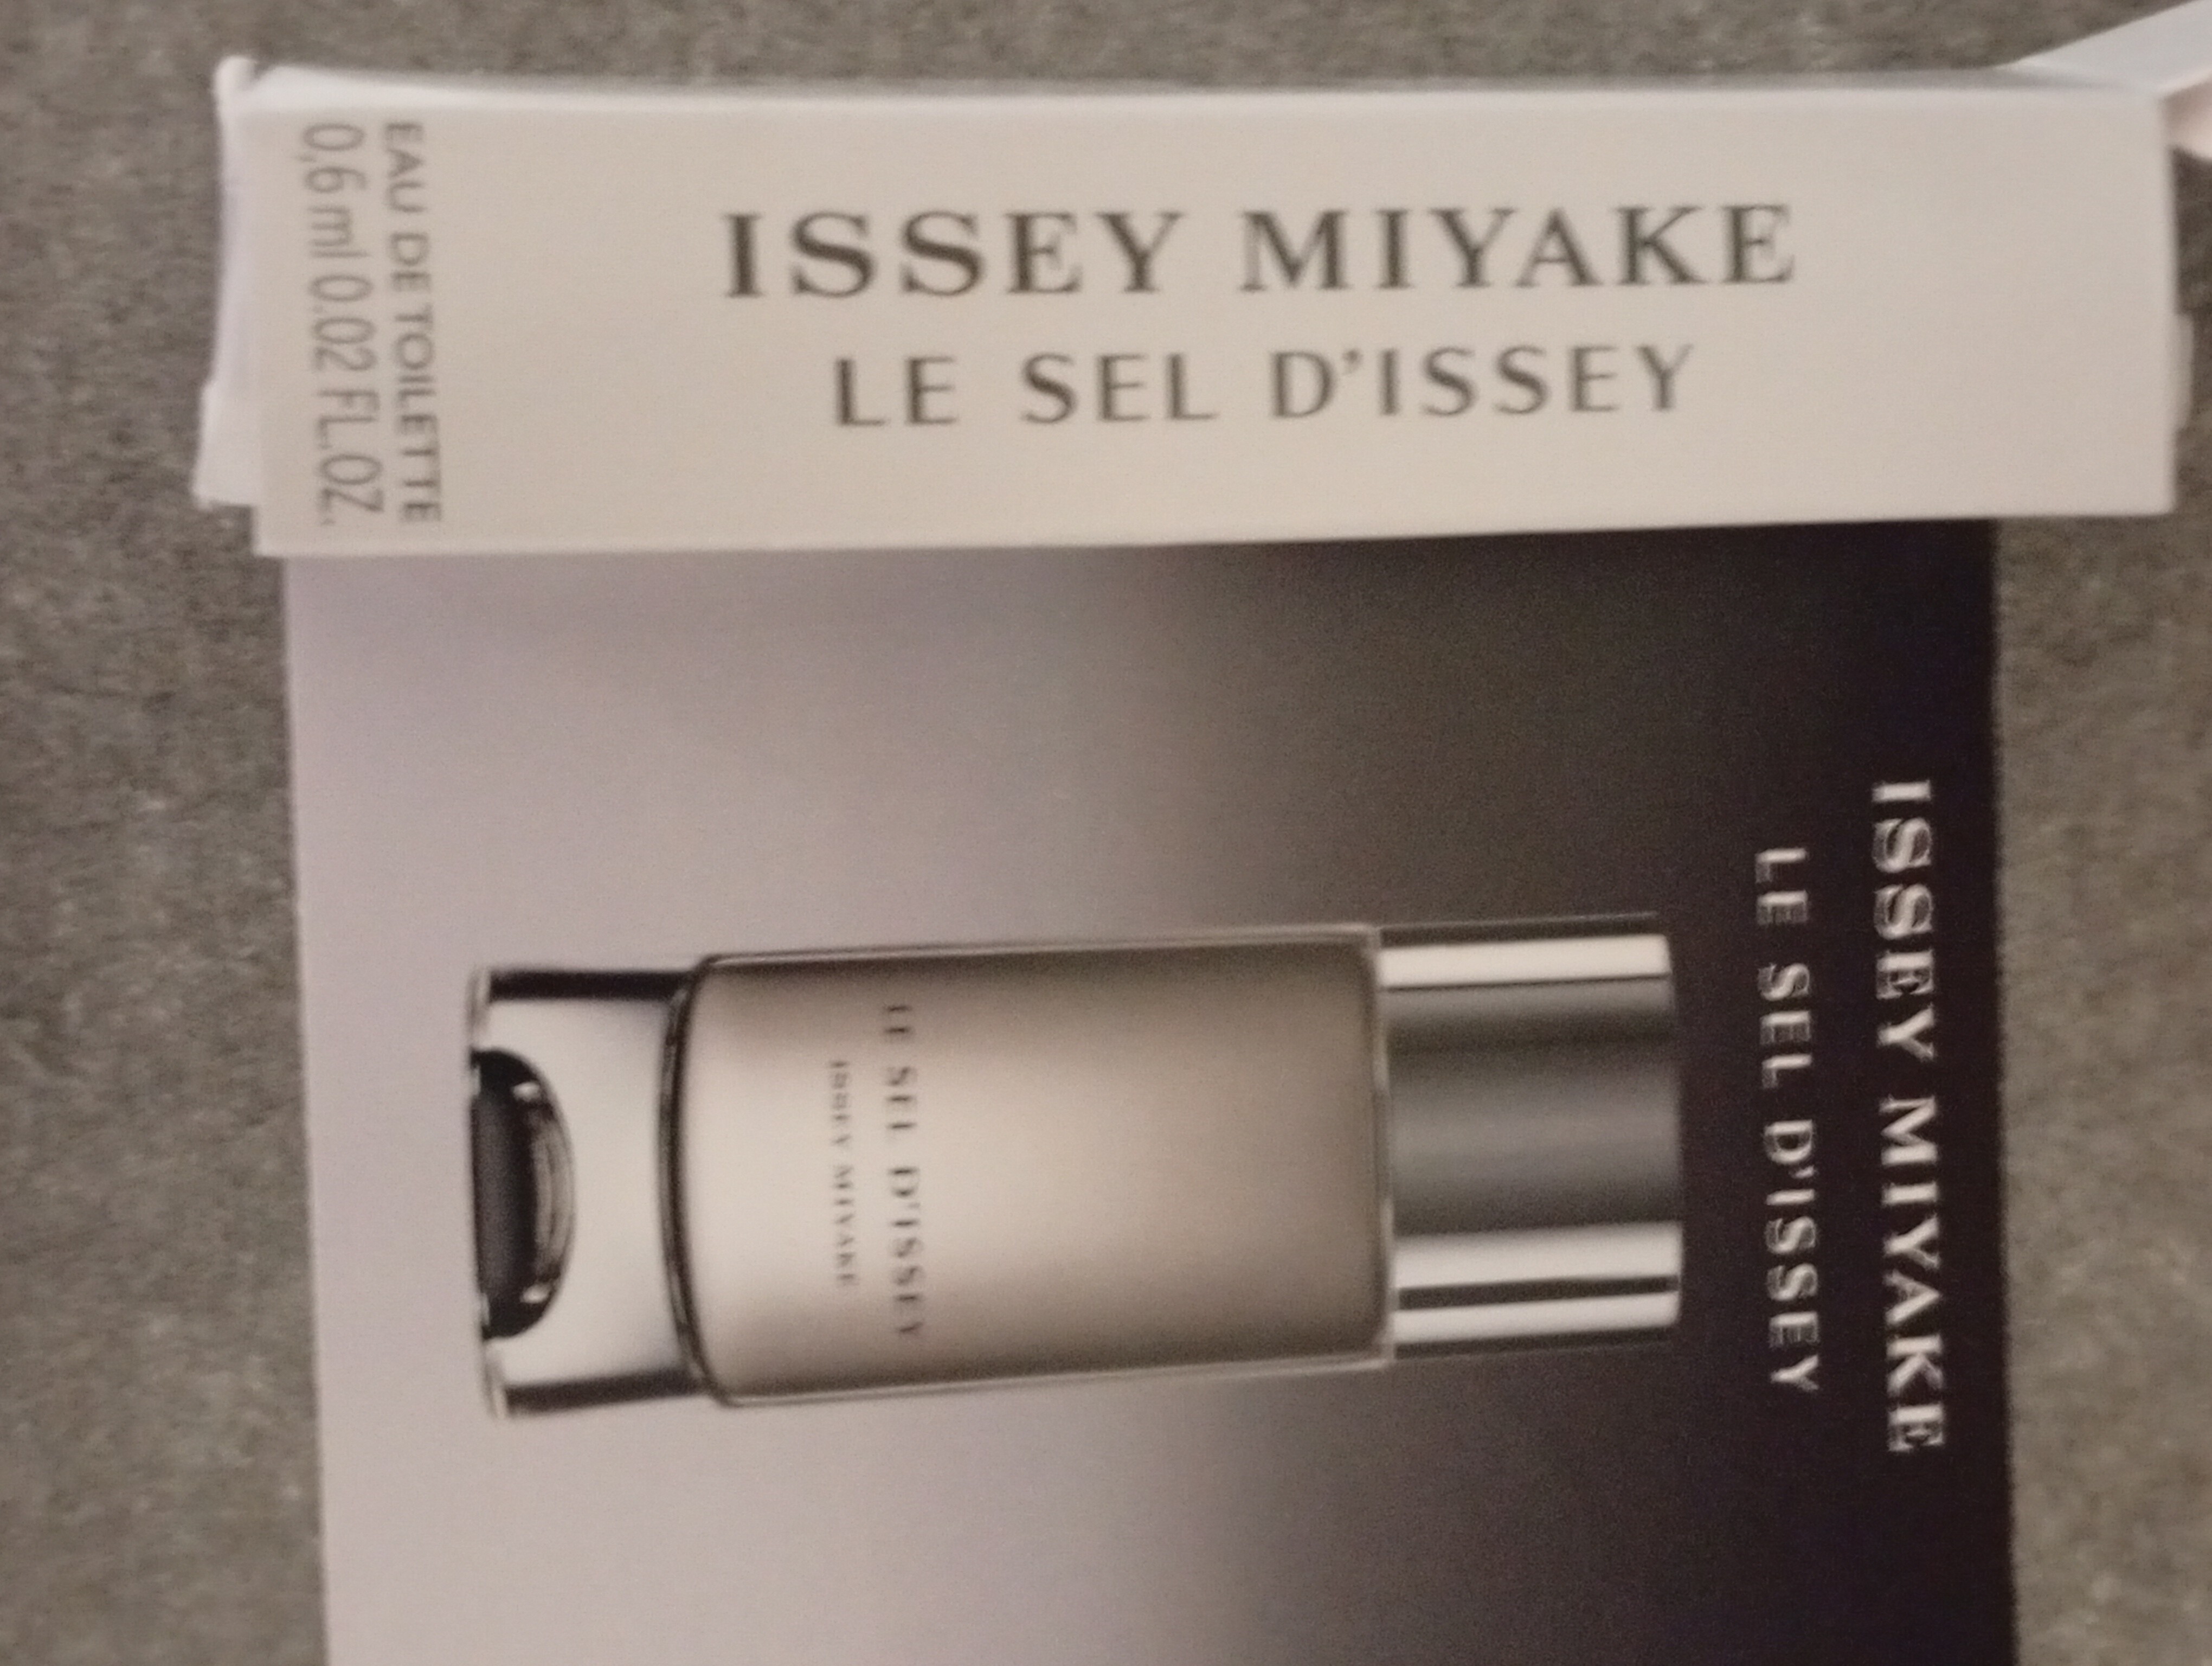 ISSEY MIYAKE
LE SEL D'ISSEY
EAU DE TOILETTE
0,6 ml 0.02 FL.OZ.
ISSEY MIYAKE
LE SEL D'ISSEY
LE SEL D'ISSEY
ISSEY MIYAKE